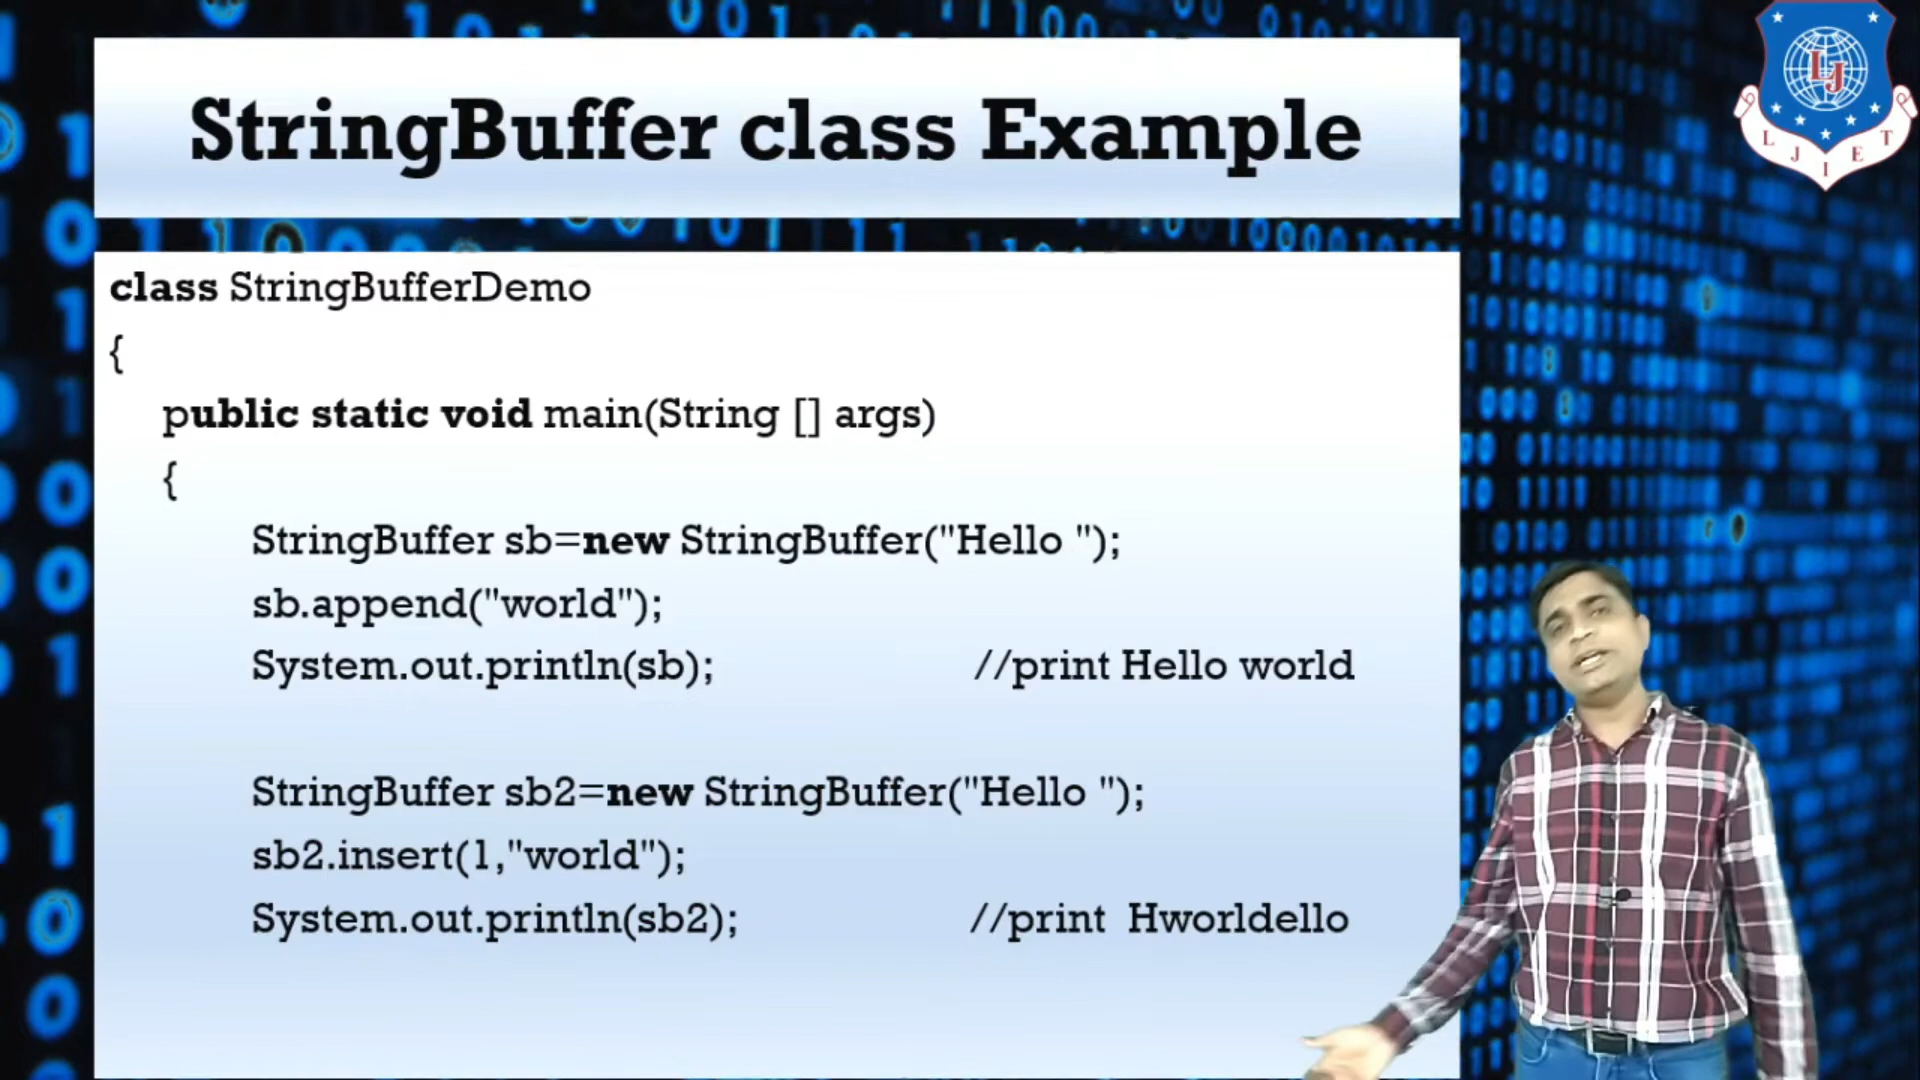 StringBuffer class Example
class StringBufferDemo
{
public static void main(String [] args)
{
StringBuffer sb=new StringBuffer("Hello ");
sb.append("world");
System.out.println(sb); //print Hello world
StringBuffer sb2=new StringBuffer("Hello ");
sb2.insert(1,"world");
System.out.println(sb2); //print Hworldello
LJ
L J I E T